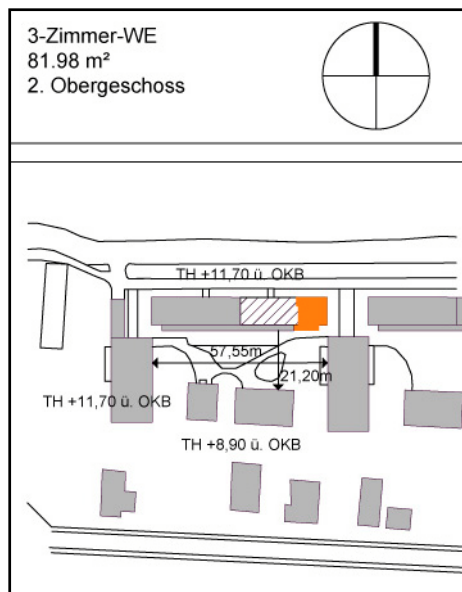 3-Zimmer-WE
81.98 m²
2. Obergeschoss
TH +11,70 ü. OKB
57,55m
21,20m
TH +11,70 ü. OKB
TH +8,90 ü. OKB